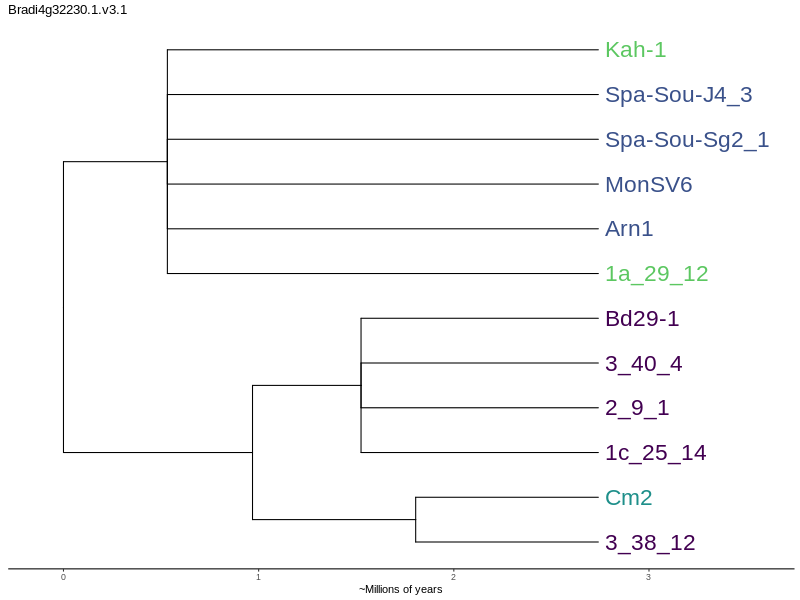 Bradi4g32230.1.v3.1
Kah-1
Spa-Sou-J4_3
Spa-Sou-Sg2_1
MonSV6
Arn1
1a_29_12
Bd29-1
3_40_4
2_9_1
1c_25_14
Cm2
3_38_12
0 1 2 3
~Millions of years